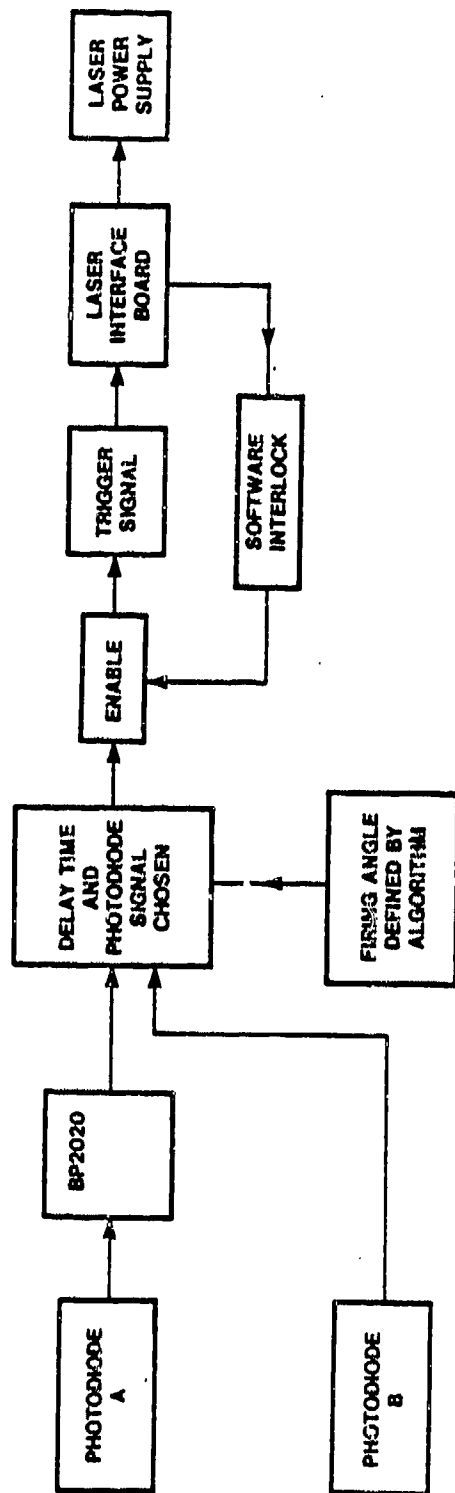 PHOTODIODE
A
BP2020
PHOTODIODE
B
DELAY TIME
AND
PHOTODIODE
SIGNAL
CHOSEN
FIRING ANGLE
DEFINED BY
ALGORITHM
ENABLE
TRIGGER
SIGNAL
SOFTWARE
INTERLOCK
LASER
INTERFACE
BOARD
LASER
POWER
SUPPLY